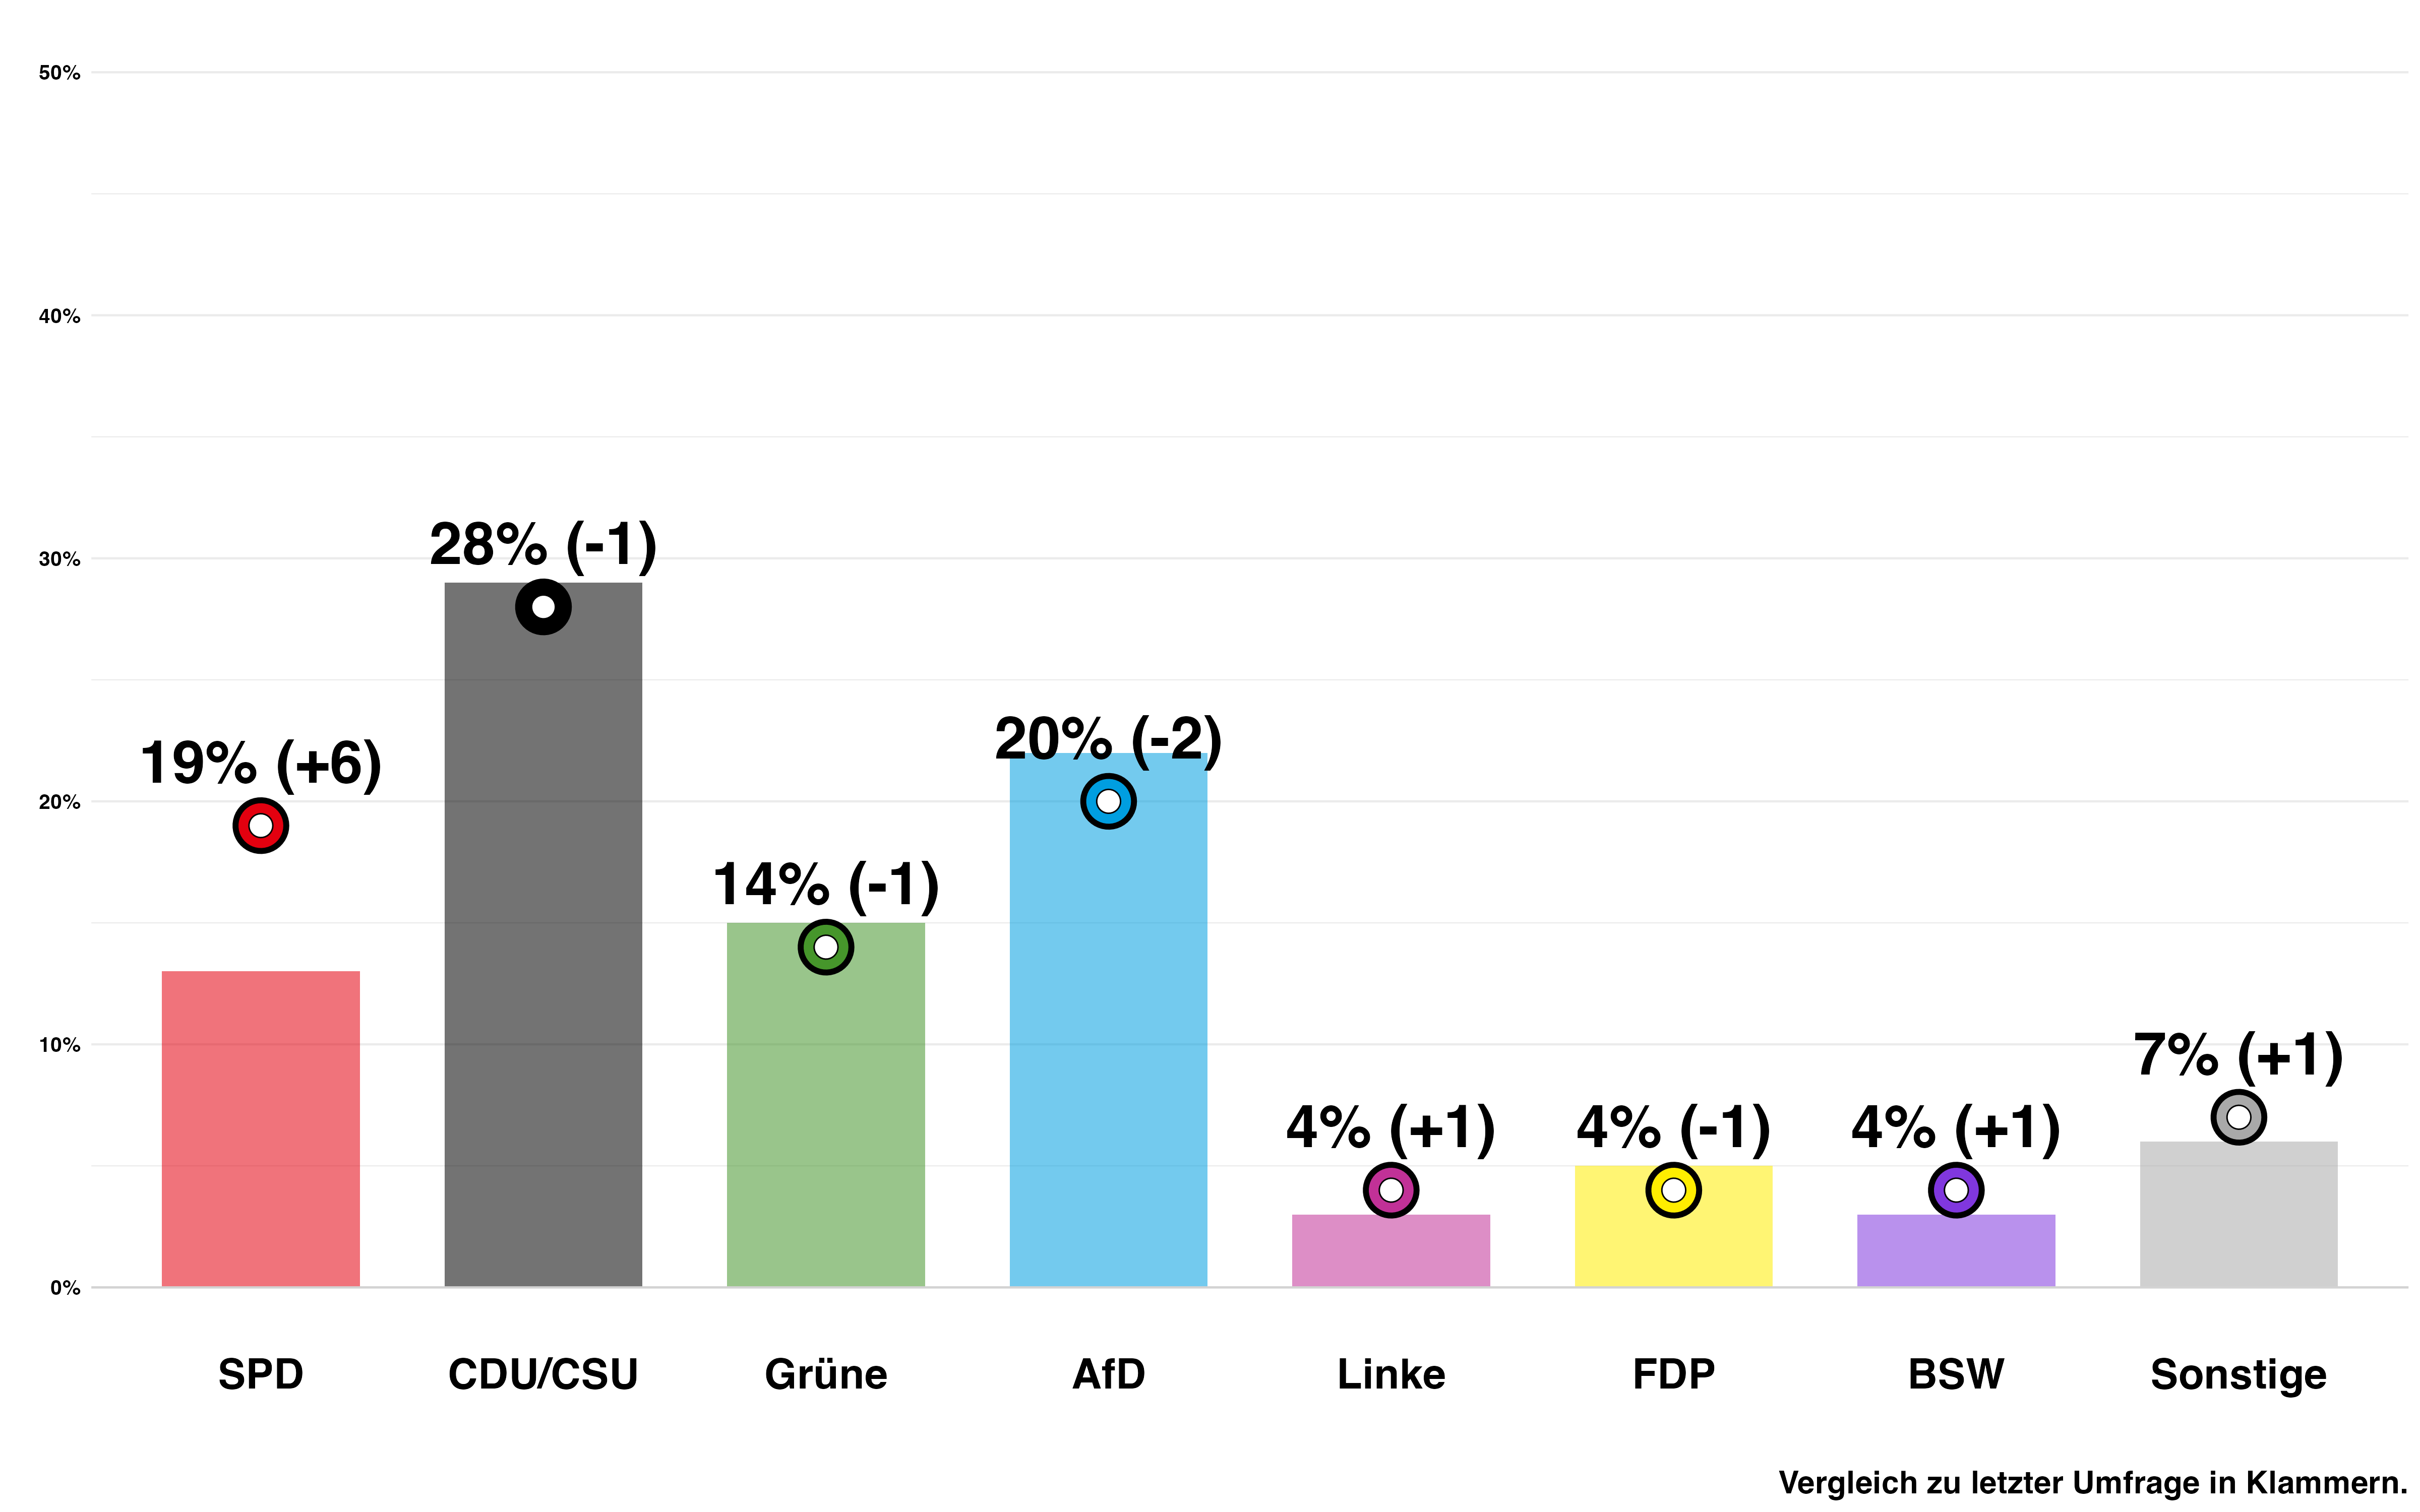 50%
40%
30%
20%
10%
0%
19% (+6)
28% (-1)
14% (-1)
20% (-2)
4% (+1)
4% (-1)
4% (+1)
7% (+1)
SPD
CDU/CSU
Grüne
AfD
Linke
FDP
BSW
Sonstige
Vergleich zu letzter Umfrage in Klammern.